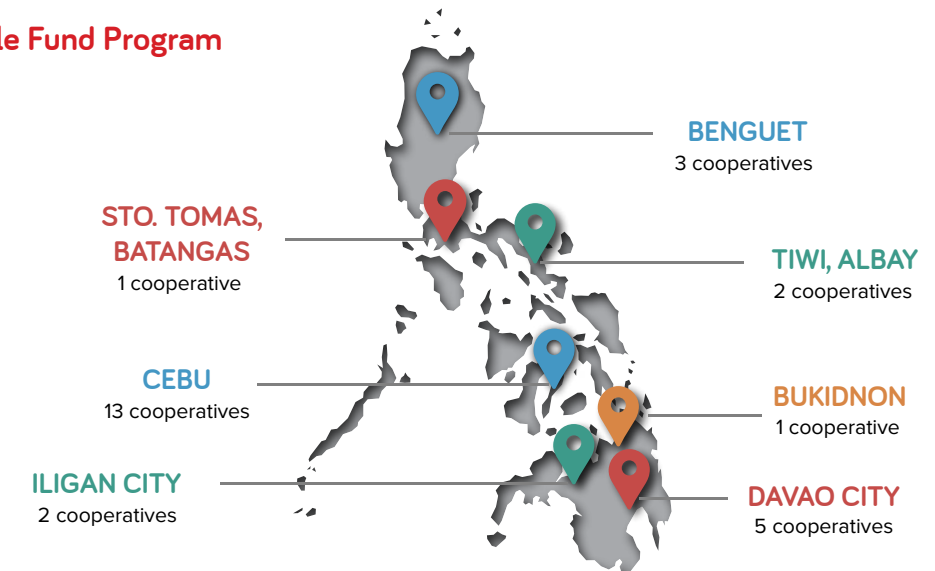 le Fund Program
BENGUET
3 cooperatives
STO. TOMAS,
BATANGAS
1 cooperative
TIWI, ALBAY
2 cooperatives
CEBU
13 cooperatives
BUKIDNON
1 cooperative
ILIGAN CITY
2 cooperatives
DAVAO CITY
5 cooperatives